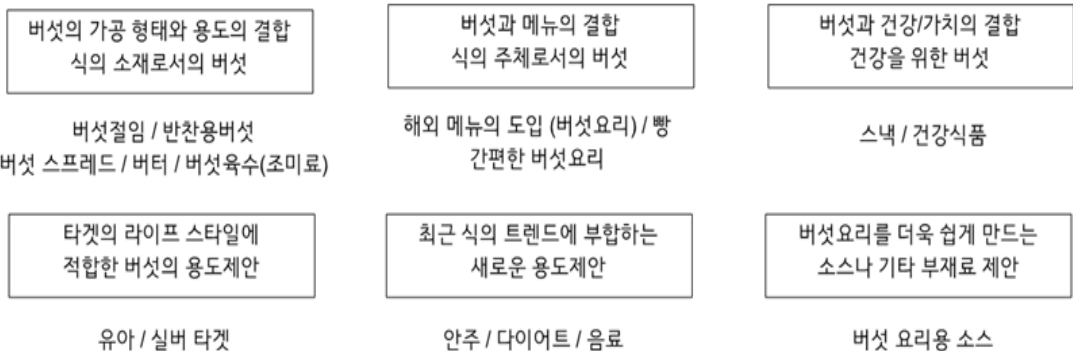 버섯의 가공 형태와 용도의 결합
식의 소재로서의 버섯
버섯절임 / 반찬용버섯
버섯 스프레드 / 버터 / 버섯육수(조미료)
버섯과 메뉴의 결합
식의 주체로서의 버섯
해외 메뉴의 도입 (버섯요리) / 빵
간편한 버섯요리
버섯과 건강/가치의 결합
건강을 위한 버섯
스낵 / 건강식품
타겟의 라이프 스타일에
적합한 버섯의 용도제안
유아 / 실버 타겟
최근 식의 트렌드에 부합하는
새로운 용도제안
안주 / 다이어트 / 음료
버섯요리를 더욱 쉽게 만드는
소스나 기타 부재료 제안
버섯 요리용 소스